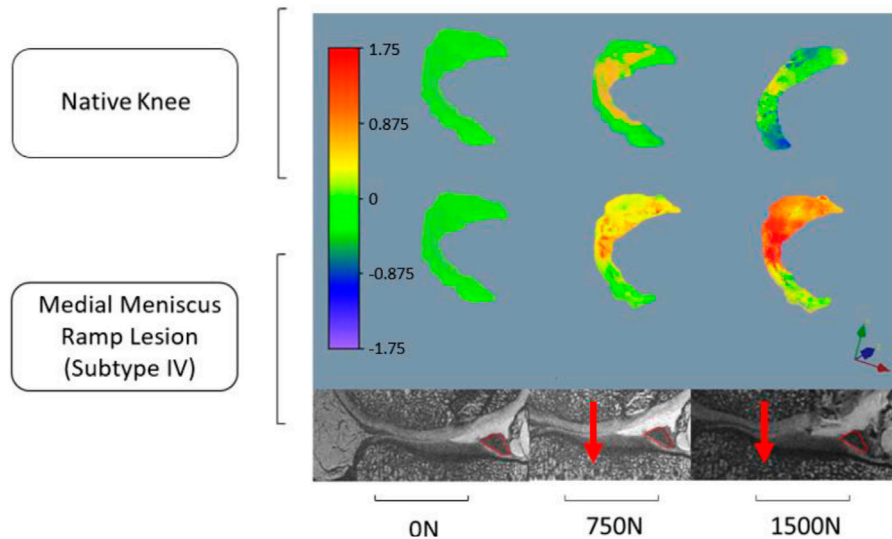 Native Knee
1.75
0.875
0
-0.875
-1.75
Medial Meniscus
Ramp Lesion
(Subtype IV)
0N
750N
1500N